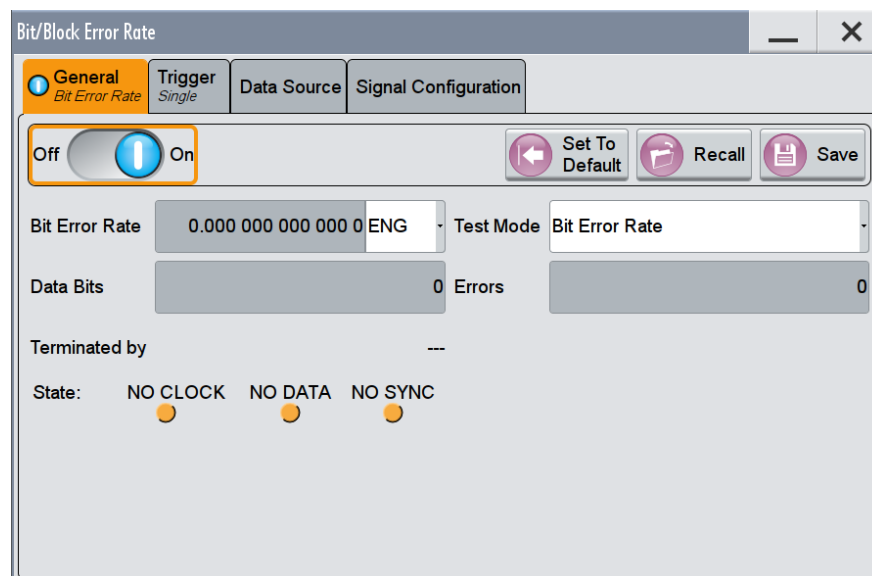 Bit/Block Error Rate
General
Bit Error Rate
Trigger
Single
Data Source
Signal Configuration
Off
On
Set To
Default
Recall
Save
Bit Error Rate 0.000 000 000 000 0 ENG Test Mode Bit Error Rate
Data Bits 0 Errors 0
Terminated by ---
State: NO CLOCK NO DATA NO SYNC